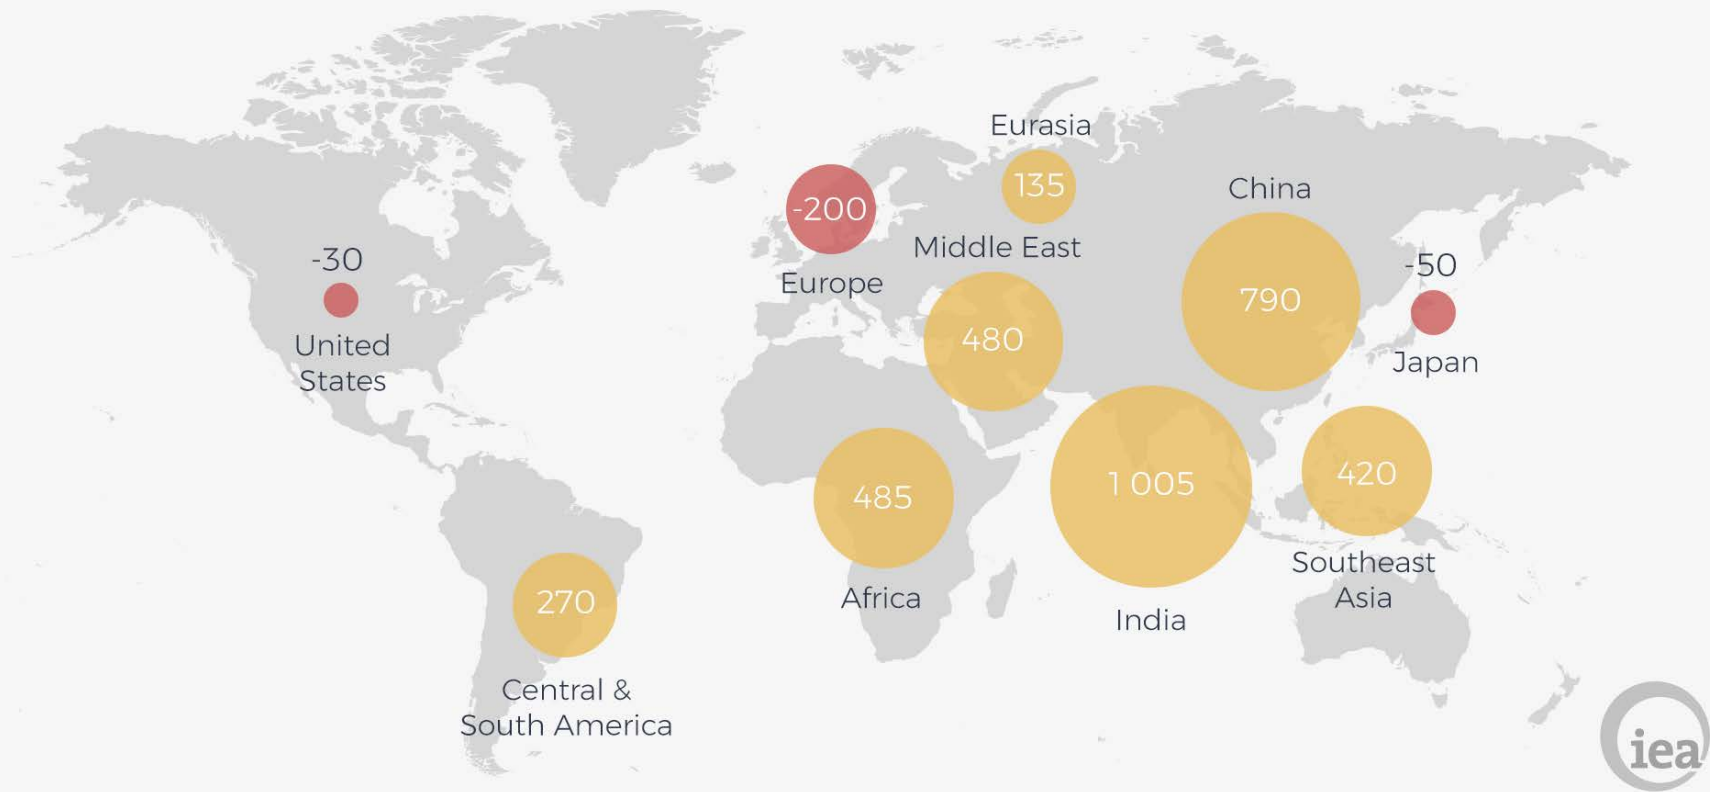 Eurasia
135
China
-200
Middle East
-30
-50
Europe
790
480
United
States
Japan
420
1 005
485
Southeast
Asia
Africa
270
India
Central &
South America
iea